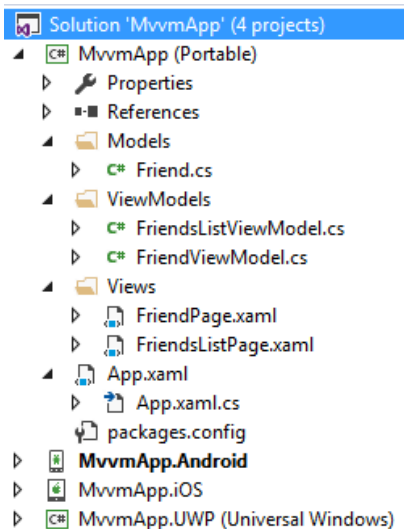 Solution 'MvvmApp' (4 projects)
C# MvvmApp (Portable)
Properties
References
Models
C# Friend.cs
ViewModels
C# FriendsListViewModel.cs
C# FriendViewModel.cs
Views
FriendPage.xaml
FriendsListPage.xaml
App.xaml
App.xaml.cs
packages.config
MvvmApp.Android
MvvmApp.iOS
C# MvvmApp.UWP (Universal Windows)